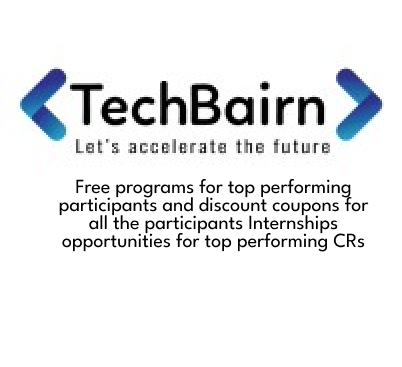 TechBairn
Let's accelerate the future
Free programs for top performing
participants and discount coupons for
all the participants Internships
opportunities for top performing CRs